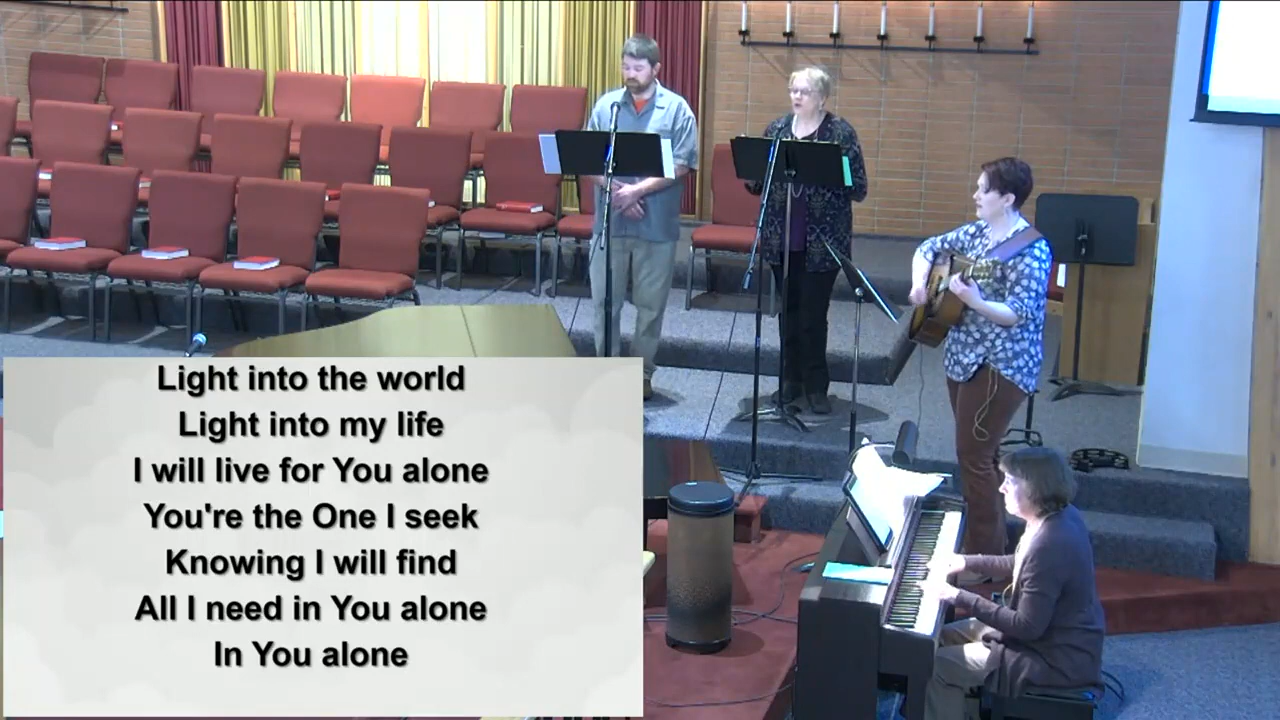 Light into the world
Light into my life
I will live for You alone
You're the One I seek
Knowing I will find
All I need in You alone
In You alone